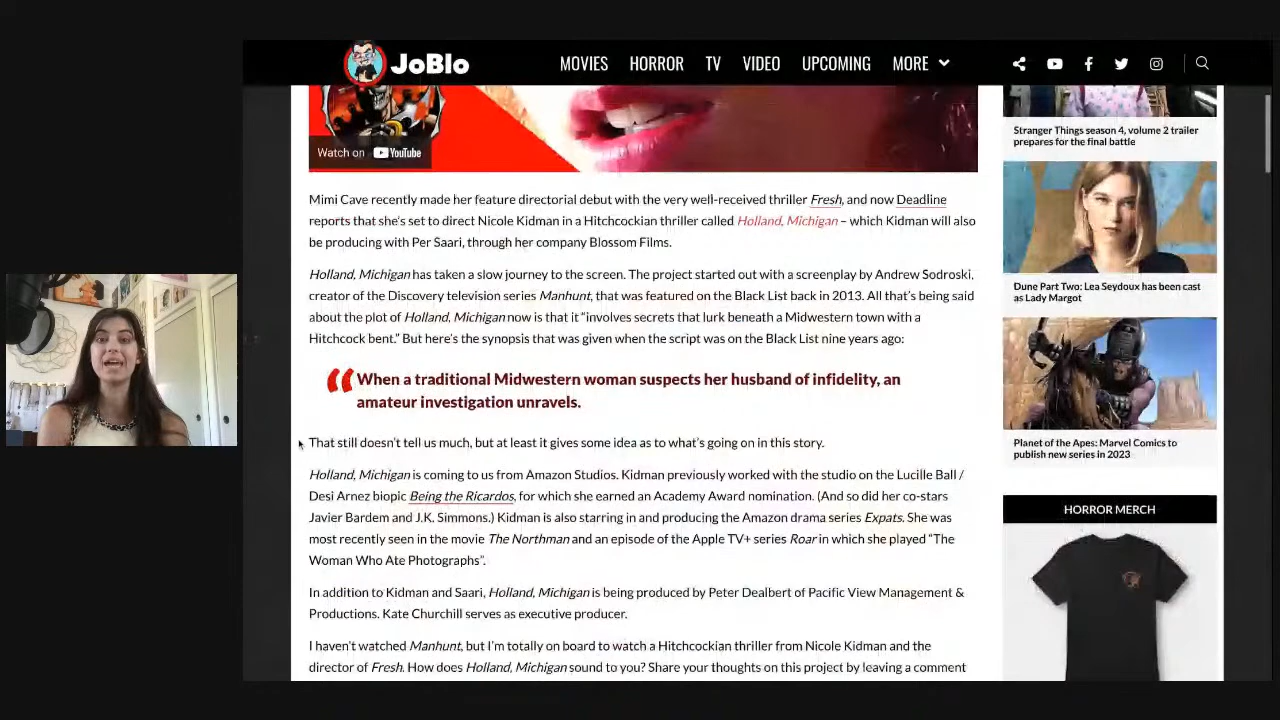 JoBlo
MOVIES HORROR TV VIDEO UPCOMING MORE
Watch on YouTube
Mimi Cave recently made her feature directorial debut with the very well-received thriller Fresh, and now Deadline
reports that she's set to direct Nicole Kidman in a Hitchcockian thriller called Holland, Michigan – which Kidman will also
be producing with Per Saari, through her company Blossom Films.
Holland, Michigan has taken a slow journey to the screen. The project started out with a screenplay by Andrew Sodroski,
creator of the Discovery television series Manhunt, that was featured on the Black List back in 2013. All that's being said
about the plot of Holland, Michigan now is that it "involves secrets that lurk beneath a Midwestern town with a
Hitchcock bent." But here's the synopsis that was given when the script was on the Black List nine years ago:
When a traditional Midwestern woman suspects her husband of infidelity, an
amateur investigation unravels.
That still doesn't tell us much, but at least it gives some idea as to what's going on in this story.
Holland, Michigan is coming to us from Amazon Studios. Kidman previously worked with the studio on the Lucille Ball /
Desi Arnez biopic Being the Ricardos, for which she earned an Academy Award nomination. (And so did her co-stars
Javier Bardem and J.K. Simmons.) Kidman is also starring in and producing the Amazon drama series Expats. She was
most recently seen in the movie The Northman and an episode of the Apple TV+ series Roar in which she played "The
Woman Who Ate Photographs".
In addition to Kidman and Saari, Holland, Michigan is being produced by Peter Dealbert of Pacific View Management &
Productions. Kate Churchill serves as executive producer.
I haven't watched Manhunt, but I'm totally on board to watch a Hitchcockian thriller from Nicole Kidman and the
director of Fresh. How does Holland, Michigan sound to you? Share your thoughts on this project by leaving a comment
Stranger Things season 4, volume 2 trailer
prepares for the final battle
Dune Part Two: Lea Seydoux has been cast
as Lady Margot
Planet of the Apes: Marvel Comics to
publish new series in 2023
HORROR MERCH